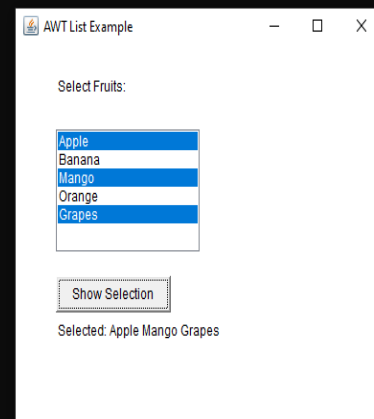 AWT List Example
Select Fruits:
Apple
Banana
Mango
Orange
Grapes
Show Selection
Selected: Apple Mango Grapes